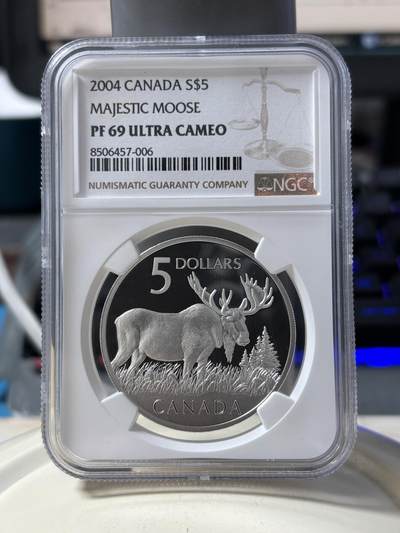 2004 CANADA S$5
MAJESTIC MOOSE
PF 69 ULTRA CAMEO
8506457-006
NUMISMATIC GUARANTY COMPANY
NGC
5 DOLLARS
CANADA